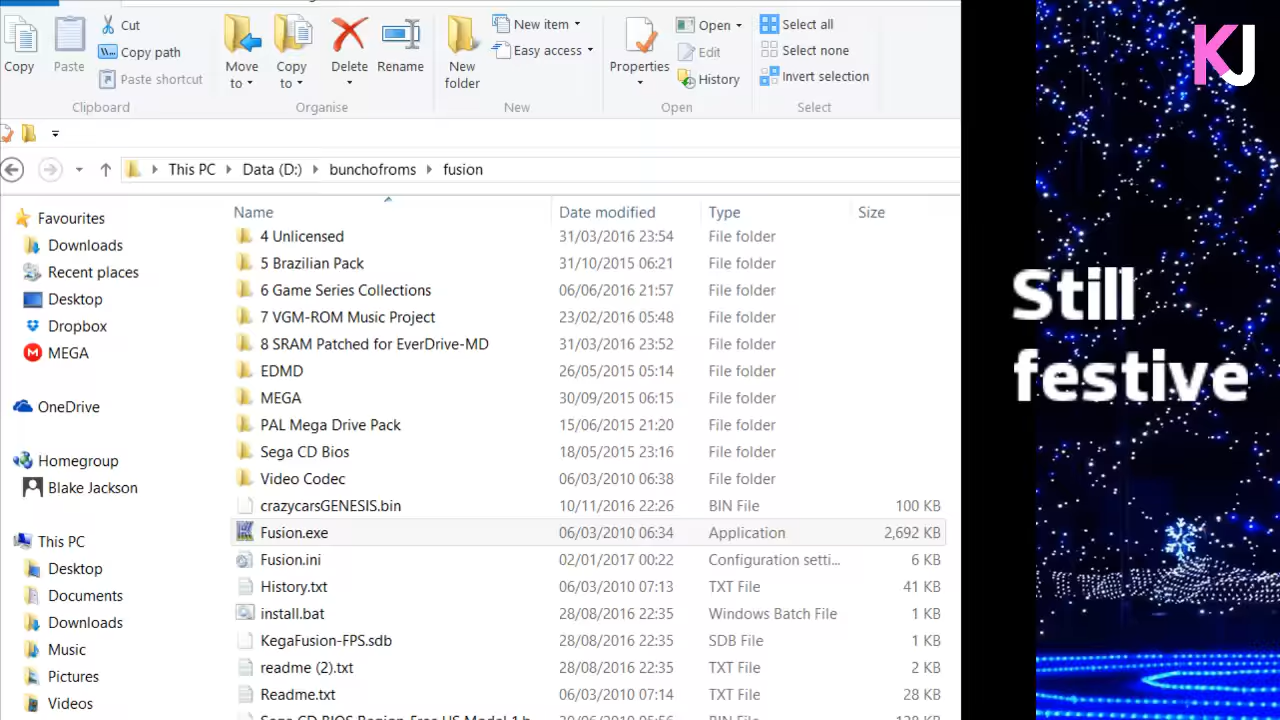 Cut
Copy path
Paste shortcut
Copy
Paste
Clipboard
Move to
Copy to
Delete
Rename
Organise
New folder
New item
Easy access
New
Properties
Open
Edit
History
Open
Select all
Select none
Invert selection
Select
KJ
This PC
Data (D:)
bunchofroms
fusion
Name Date modified Type Size
Favourites
Downloads
Recent places
Desktop
Dropbox
MEGA
OneDrive
Homegroup
Blake Jackson
This PC
Desktop
Documents
Downloads
Music
Pictures
Videos
4 Unlicensed 31/03/2016 23:54 File folder
5 Brazilian Pack 31/10/2015 06:21 File folder
6 Game Series Collections 06/06/2016 21:57 File folder
7 VGM-ROM Music Project 23/02/2016 05:48 File folder
8 SRAM Patched for EverDrive-MD 31/03/2016 23:52 File folder
EDMD 26/05/2015 05:14 File folder
MEGA 30/09/2015 06:15 File folder
PAL Mega Drive Pack 15/06/2015 21:20 File folder
Sega CD Bios 18/05/2015 23:16 File folder
Video Codec 06/03/2010 06:38 File folder
crazycarsGENESIS.bin 10/11/2016 22:26 BIN File 100 KB
Fusion.exe 06/03/2010 06:34 Application 2,692 KB
Fusion.ini 02/01/2017 00:22 Configuration setti... 6 KB
History.txt 06/03/2010 07:13 TXT File 41 KB
install.bat 28/08/2016 22:35 Windows Batch File 1 KB
KegaFusion-FPS.sdb 28/08/2016 22:35 SDB File 1 KB
readme (2).txt 28/08/2016 22:35 TXT File 2 KB
Readme.txt 06/03/2010 07:14 TXT File 28 KB
Still
festive